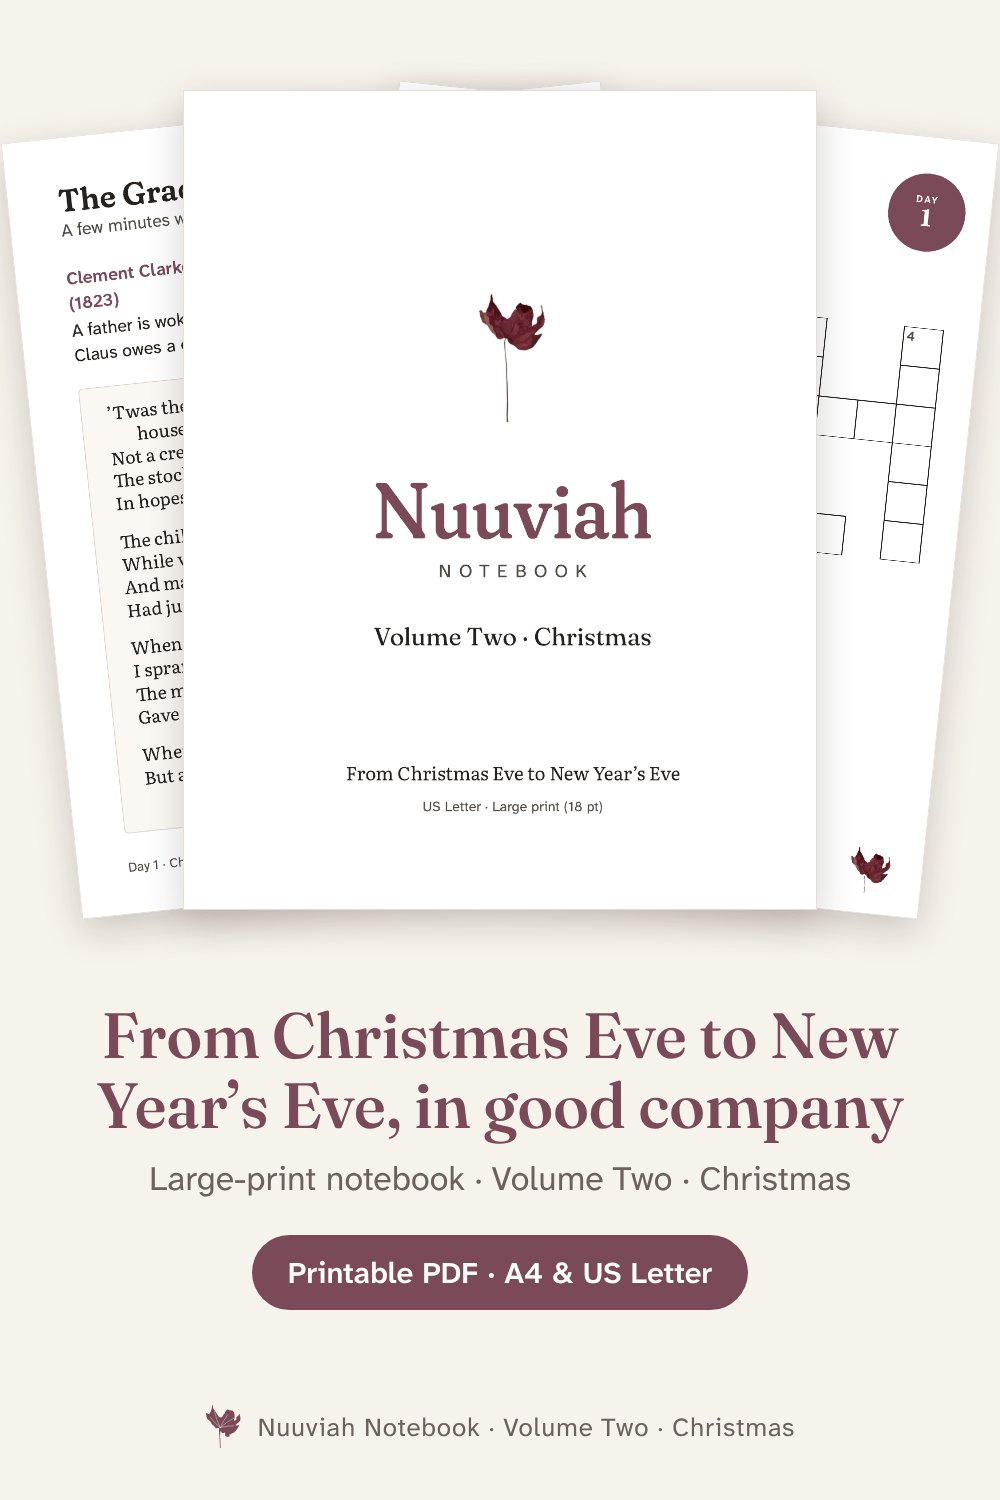 The Grac
A few minutes w
Clement Clark
(1823)
A father is wok
Claus owes a
’Twas the
house
Not a cre
The stoc
In hopes
The chil
While
And ma
Had ju
When
I spra
The m
Gave
Whe
But a
Day 1 · Ch
Nuuviah
NOTEBOOK
Volume Two · Christmas
From Christmas Eve to New Year’s Eve
US Letter · Large print (18 pt)
DAY
1
4
From Christmas Eve to New
Year’s Eve, in good company
Large-print notebook · Volume Two · Christmas
Printable PDF · A4 & US Letter
Nuuviah Notebook · Volume Two · Christmas